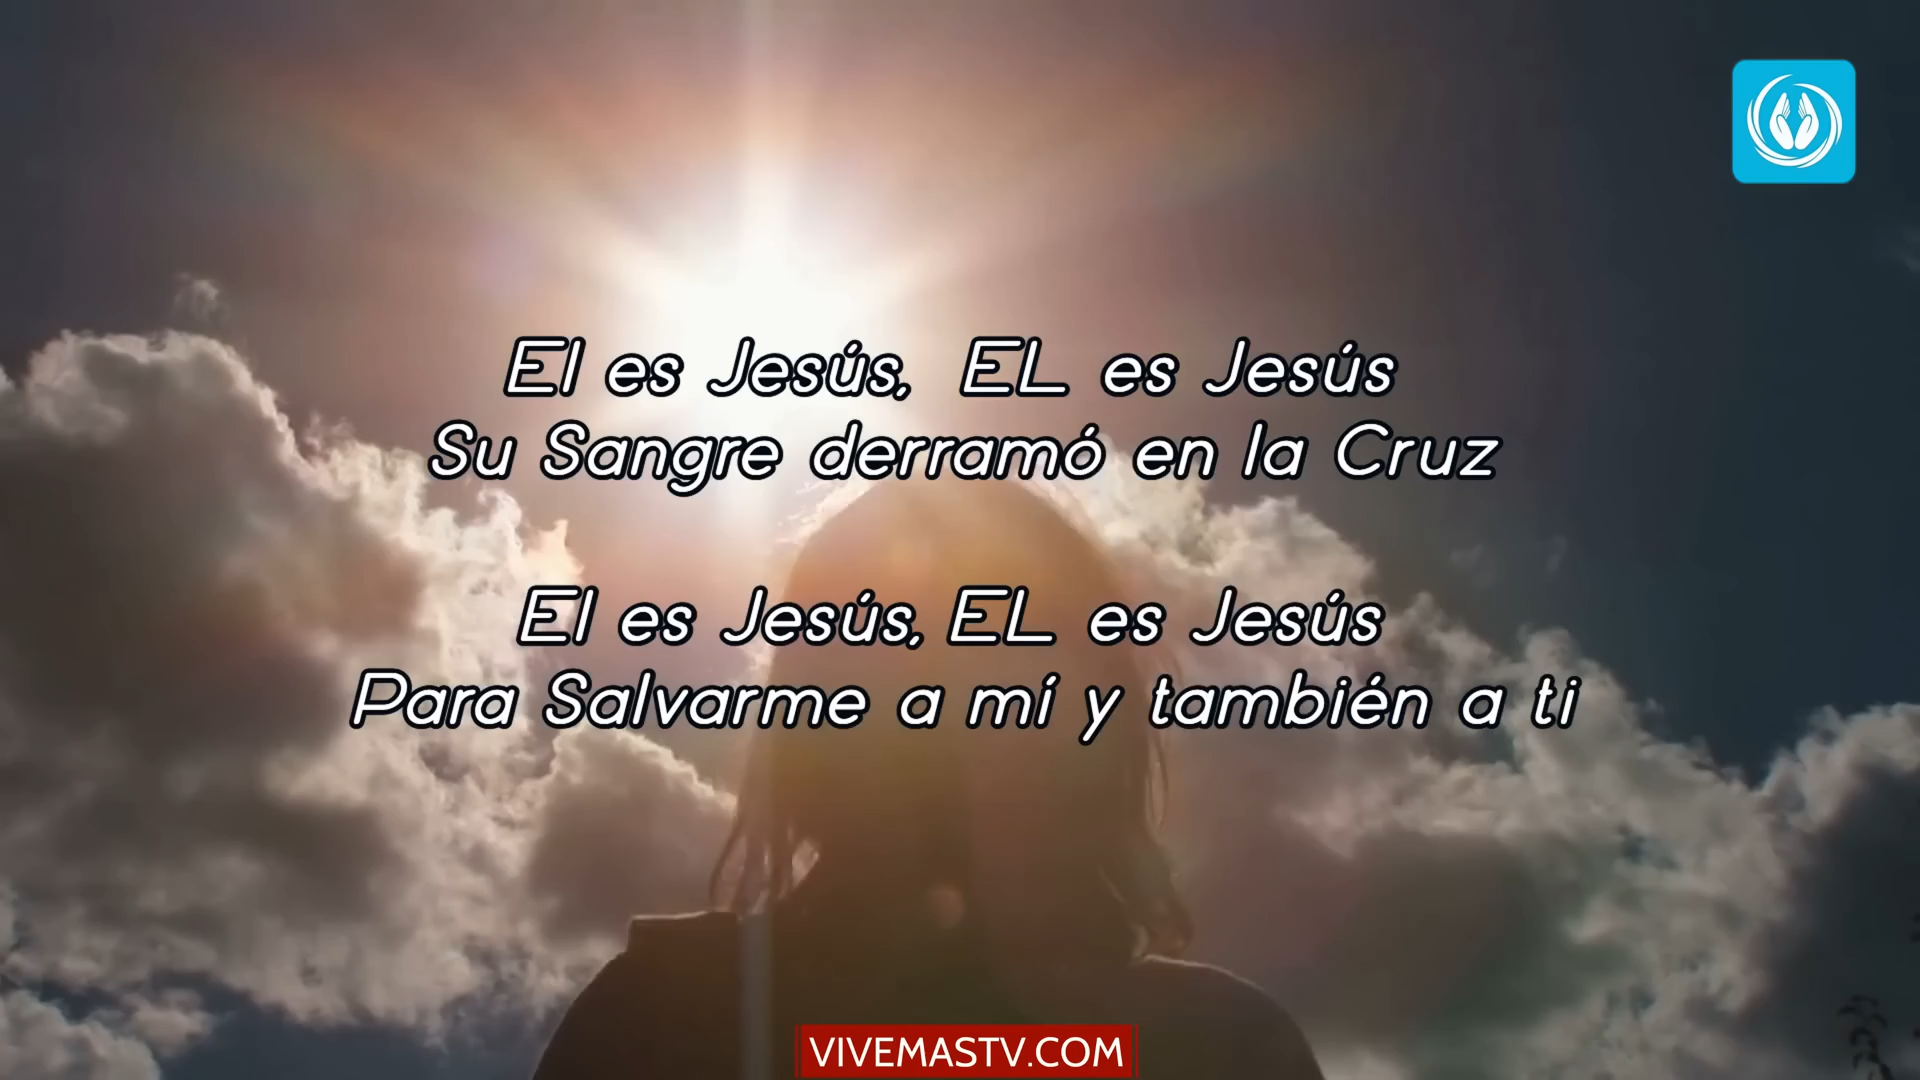 El es Jesús, EL es Jesús
Su Sangre derramó en la Cruz
El es Jesús, EL es Jesús
Para Salvarme a mí y también a ti
VIVEMASTV.COM